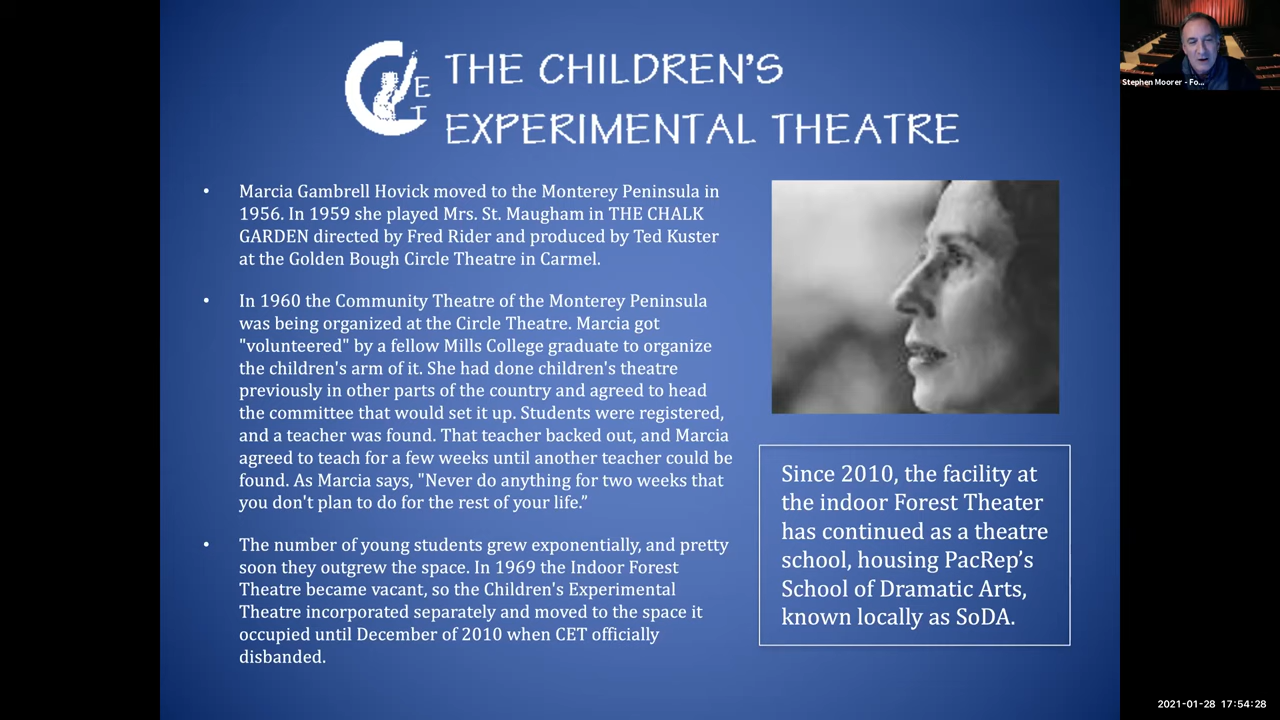 C
E
T
THE CHILDREN'S
EXPERIMENTAL THEATRE
Stephen Moorer - Fo...
• Marcia Gambrell Hovick moved to the Monterey Peninsula in
1956. In 1959 she played Mrs. St. Maugham in THE CHALK
GARDEN directed by Fred Rider and produced by Ted Kuster
at the Golden Bough Circle Theatre in Carmel.
• In 1960 the Community Theatre of the Monterey Peninsula
was being organized at the Circle Theatre. Marcia got
"volunteered" by a fellow Mills College graduate to organize
the children's arm of it. She had done children's theatre
previously in other parts of the country and agreed to head
the committee that would set it up. Students were registered,
and a teacher was found. That teacher backed out, and Marcia
agreed to teach for a few weeks until another teacher could be
found. As Marcia says, "Never do anything for two weeks that
you don't plan to do for the rest of your life.”
• The number of young students grew exponentially, and pretty
soon they outgrew the space. In 1969 the Indoor Forest
Theatre became vacant, so the Children's Experimental
Theatre incorporated separately and moved to the space it
occupied until December of 2010 when CET officially
disbanded.
Since 2010, the facility at
the indoor Forest Theater
has continued as a theatre
school, housing PacRep’s
School of Dramatic Arts,
known locally as SoDA.
2021-01-28 17:54:28